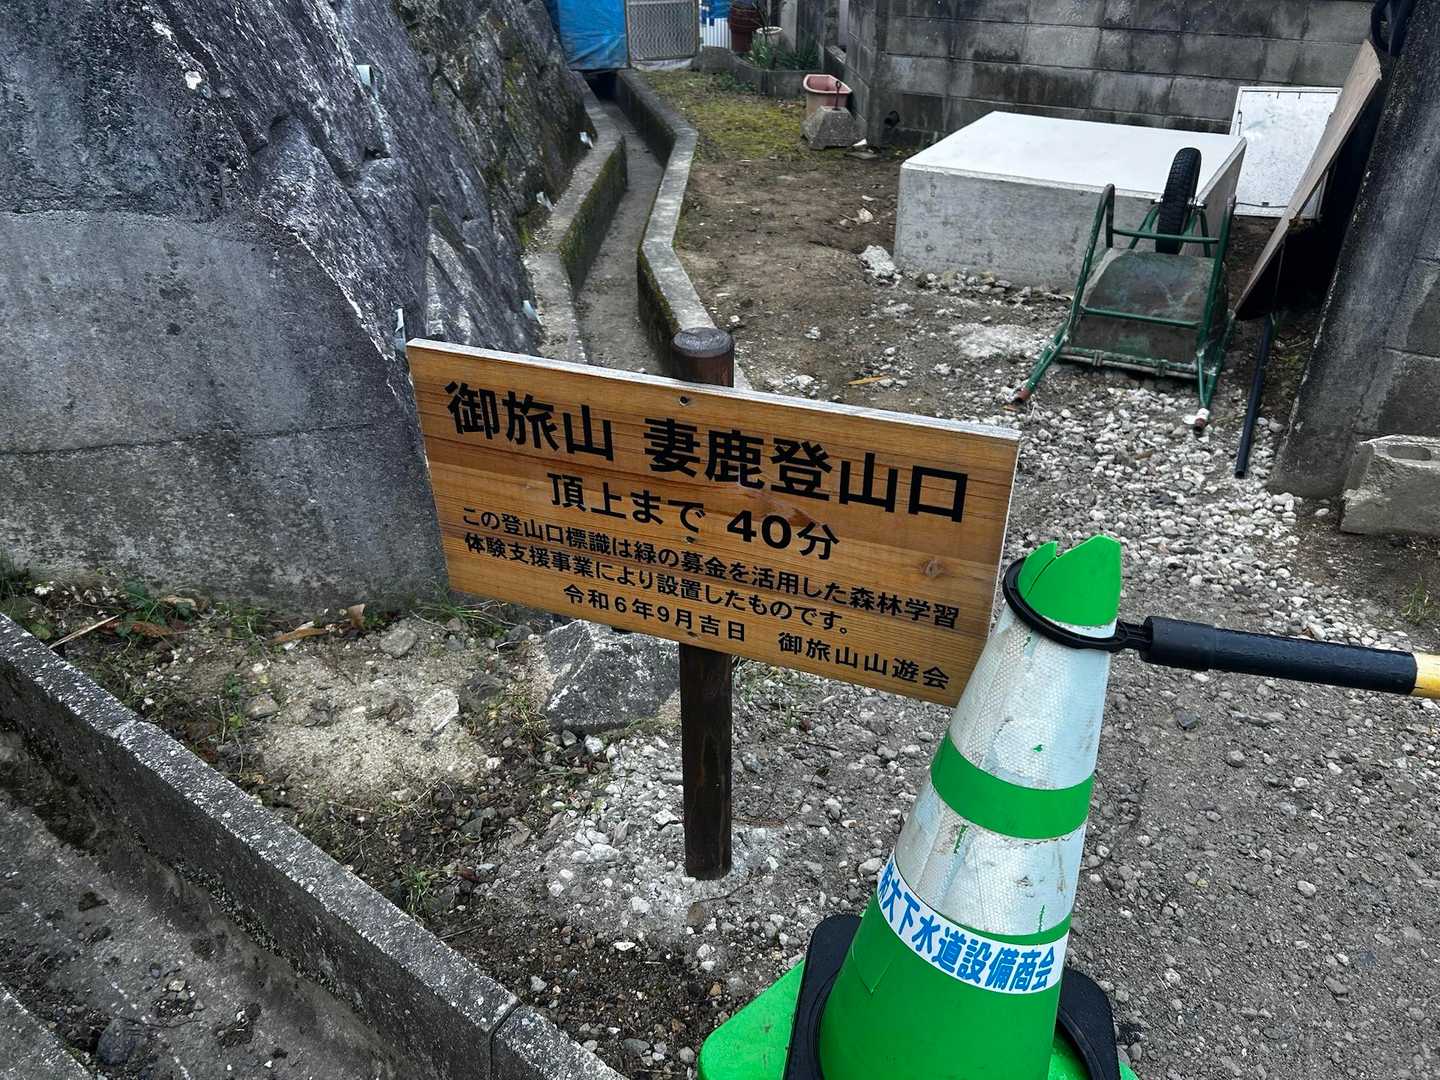 御旅山 妻鹿登山口
頂上まで 40分
この登山口標識は緑の募金を活用した森林学習
体験支援事業により設置したものです。
令和6年9月吉日 御旅山山遊会
㈱大下水道設備商会